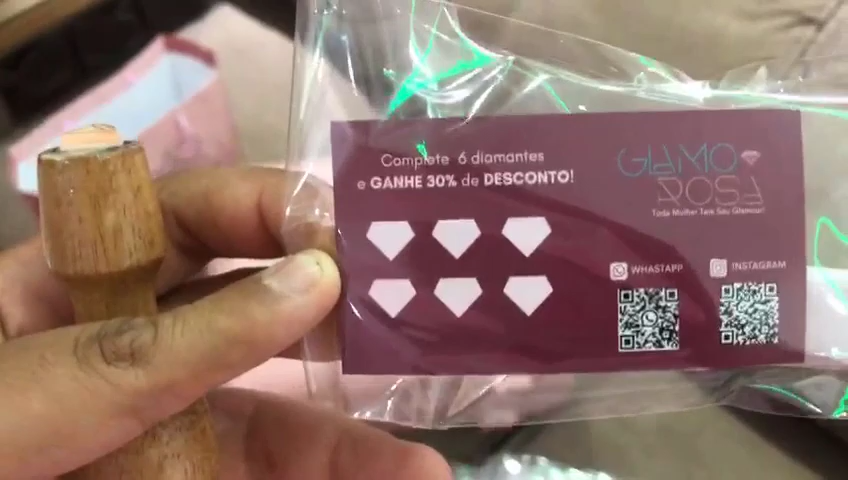 Complete 6 diamantes
e GANHE 30% de DESCONTO!
GLAMO
ROSA
Toda Mulher Tem Seu Glamour!
WHASTAPP
INSTAGRAM